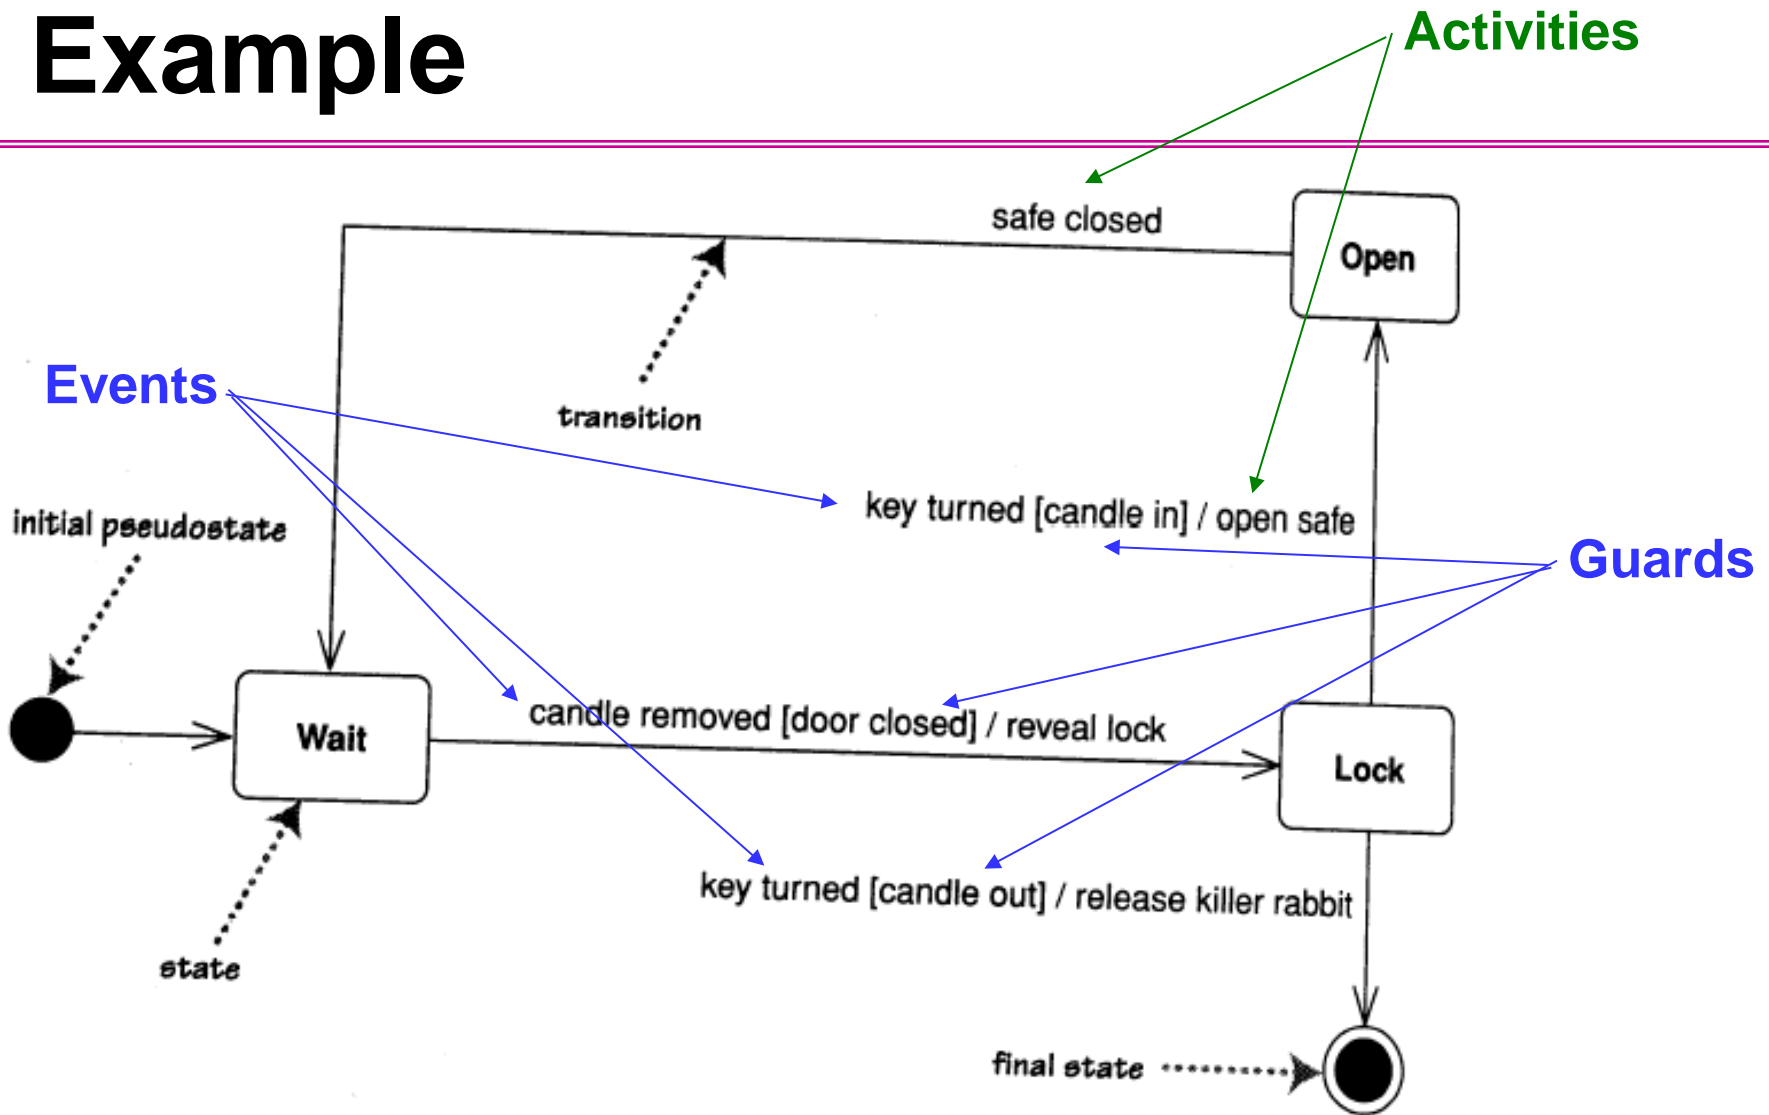 Example
Activities
safe closed
Open
Events
transition
key turned [candle in] / open safe
initial pseudostate
Guards
candle removed [door closed] / reveal lock
Wait
Lock
key turned [candle out] / release killer rabbit
state
final state